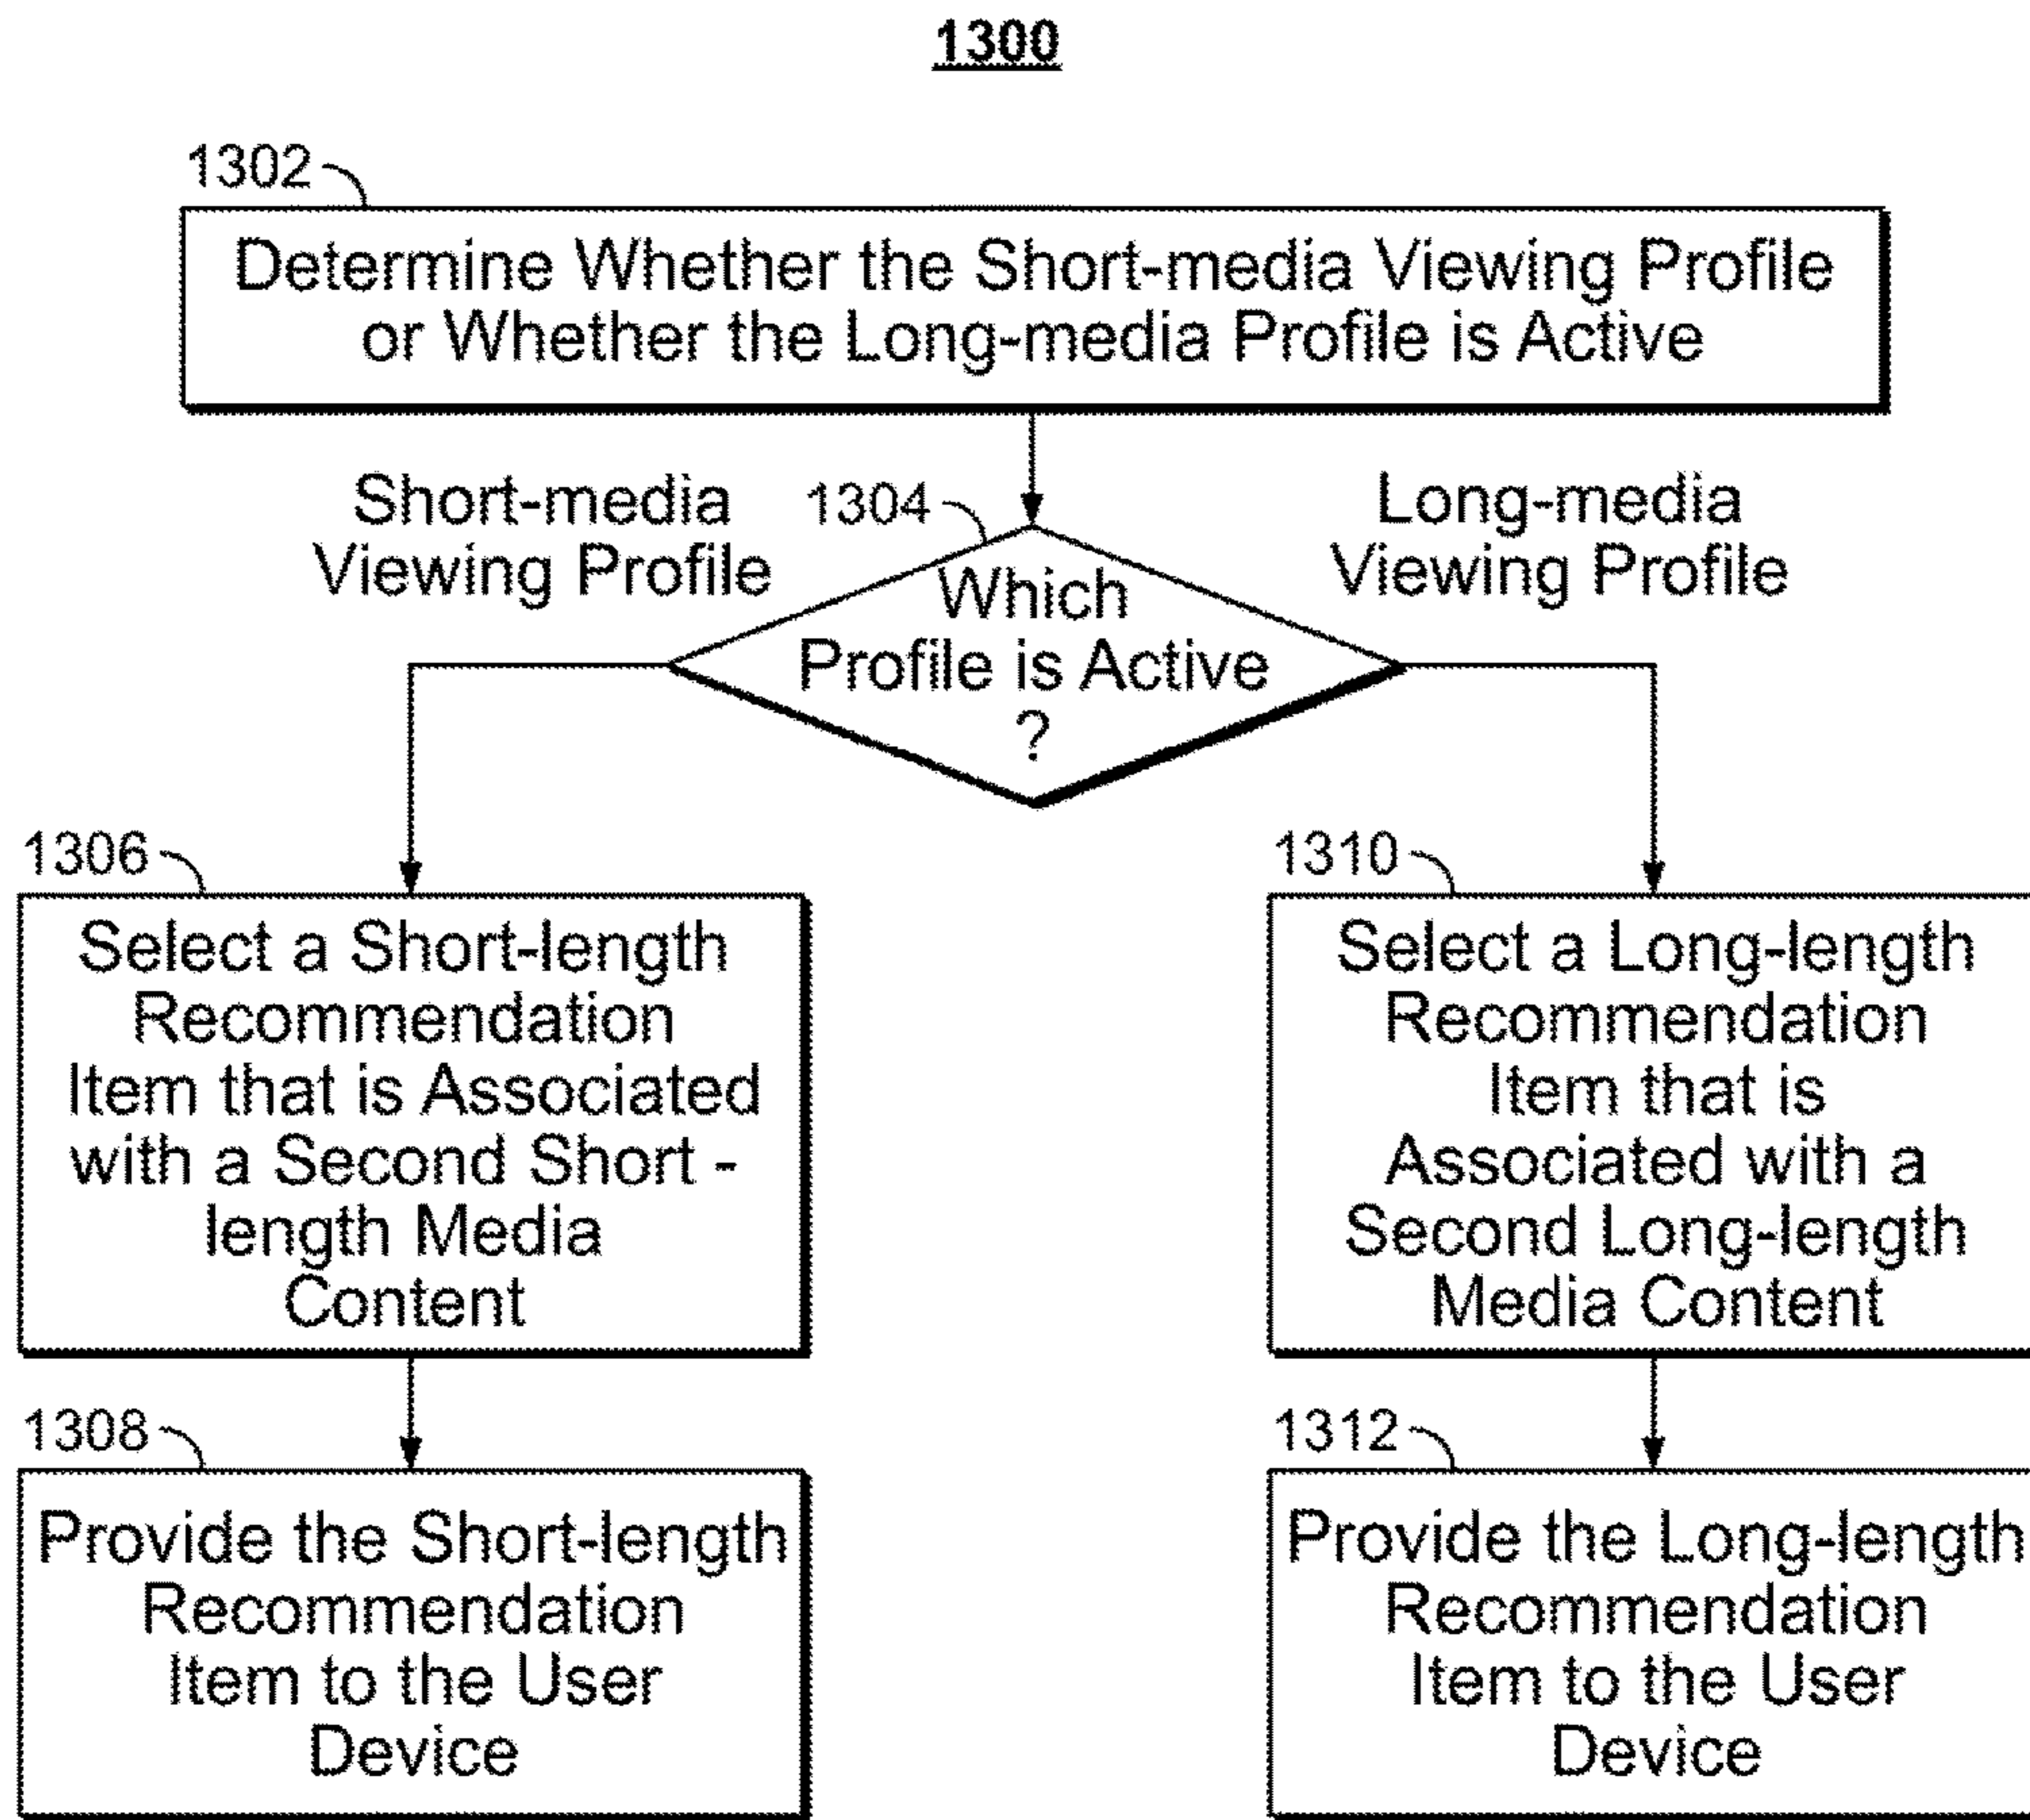 1300
1302
Determine Whether the Short-media Viewing Profile
or Whether the Long-media Profile is Active
Short-media
Viewing Profile
1304
Long-media
Viewing Profile
Which
Profile is Active
?
1306
Select a Short-length
Recommendation
Item that is Associated
with a Second Short -
length Media
Content
1310
Select a Long-length
Recommendation
Item that is
Associated with a
Second Long-length
Media Content
1308
Provide the Short-length
Recommendation
Item to the User
Device
1312
Provide the Long-length
Recommendation
Item to the User
Device